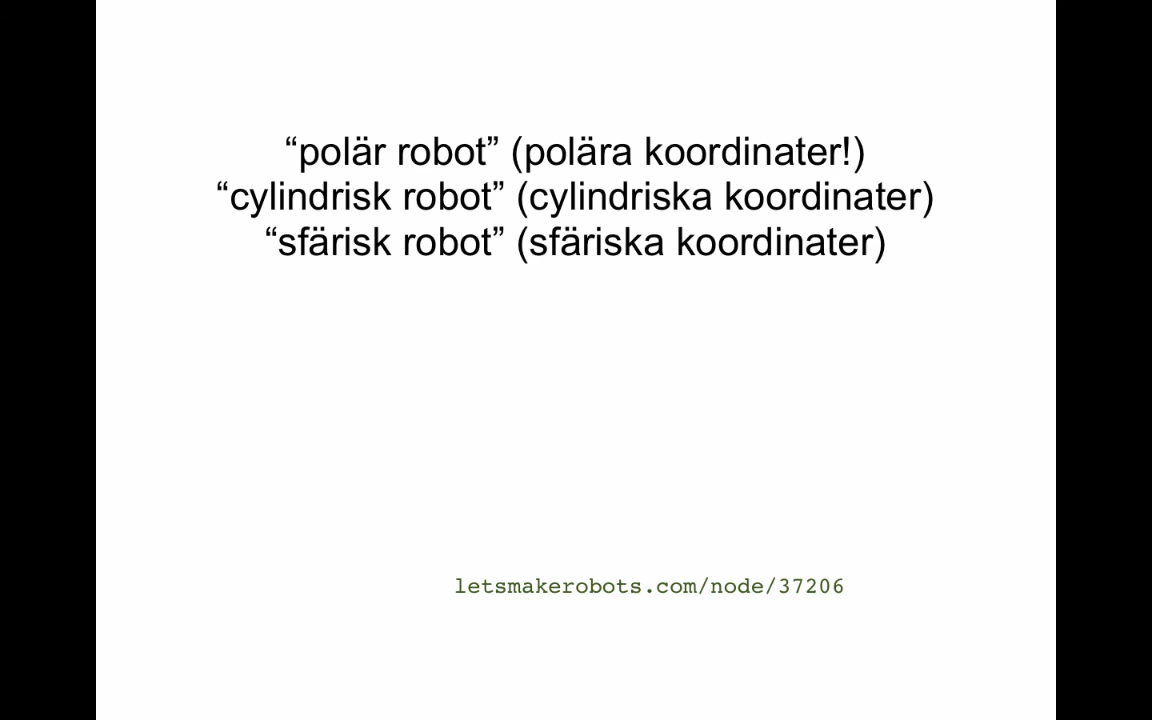 “polär robot” (polära koordinater!)
“cylindrisk robot” (cylindriska koordinater)
“sfärisk robot” (sfäriska koordinater)
letsmakerobots.com/node/37206